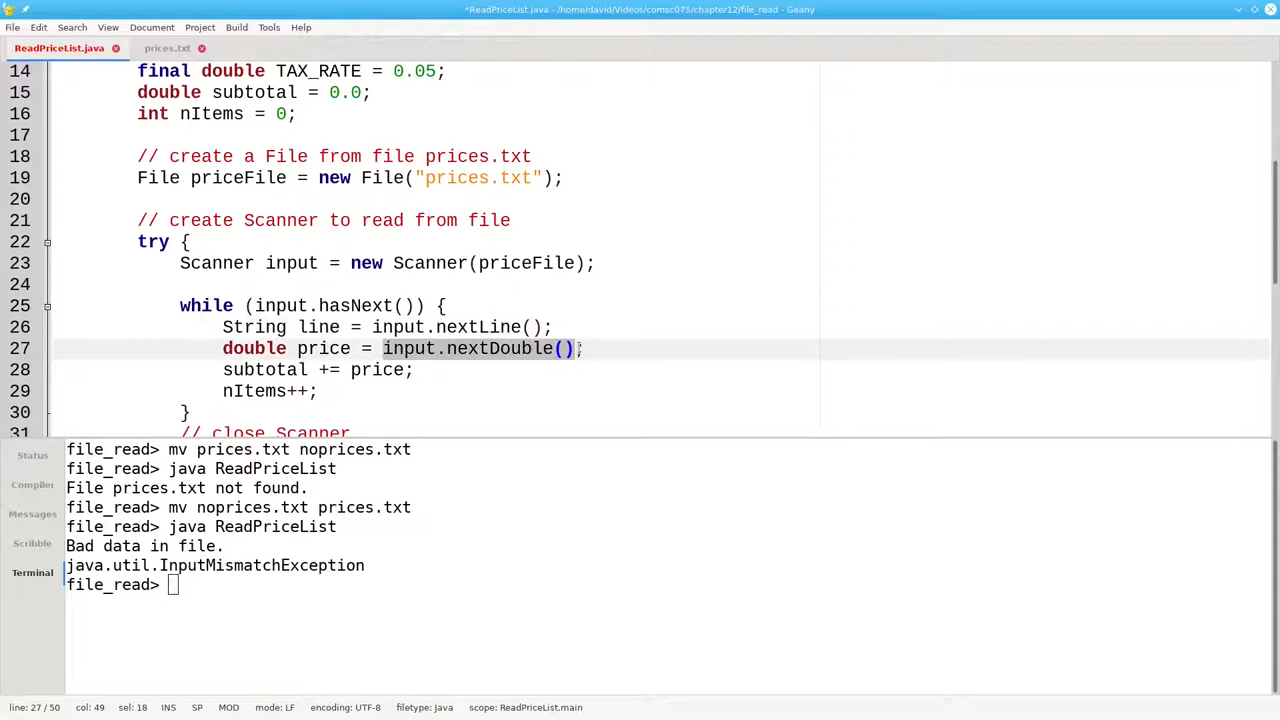 *ReadPriceList.java - /home/david/Videos/comsc075/chapter12/file_read - Geany
File Edit Search View Document Project Build Tools Help
ReadPriceList.java prices.txt
14 final double TAX_RATE = 0.05;
15 double subtotal = 0.0;
16 int nItems = 0;
17
18 // create a File from file prices.txt
19 File priceFile = new File("prices.txt");
20
21 // create Scanner to read from file
22 try {
23 Scanner input = new Scanner(priceFile);
24
25 while (input.hasNext()) {
26 String line = input.nextLine();
27 double price = input.nextDouble();
28 subtotal += price;
29 nItems++;
30 }
31 // close Scanner
Status
Compiler
Messages
Scribble
Terminal
file_read> mv prices.txt noprices.txt
file_read> java ReadPriceList
File prices.txt not found.
file_read> mv noprices.txt prices.txt
file_read> java ReadPriceList
Bad data in file.
java.util.InputMismatchException
file_read>
line: 27 / 50 col: 49 sel: 18 INS SP MOD mode: LF encoding: UTF-8 filetype: Java scope: ReadPriceList.main